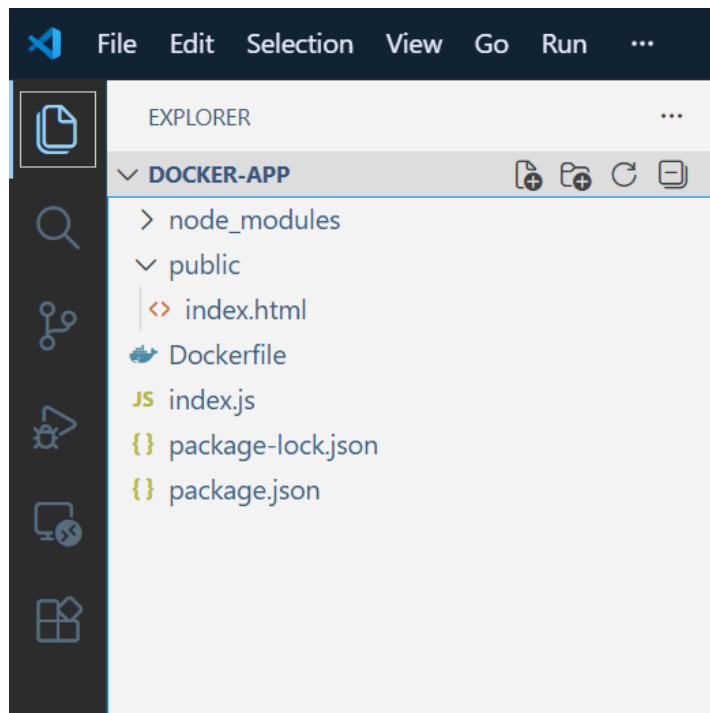 File Edit Selection View Go Run ···
EXPLORER ···
DOCKER-APP
node_modules
public
<> index.html
Dockerfile
JS index.js
{} package-lock.json
{} package.json